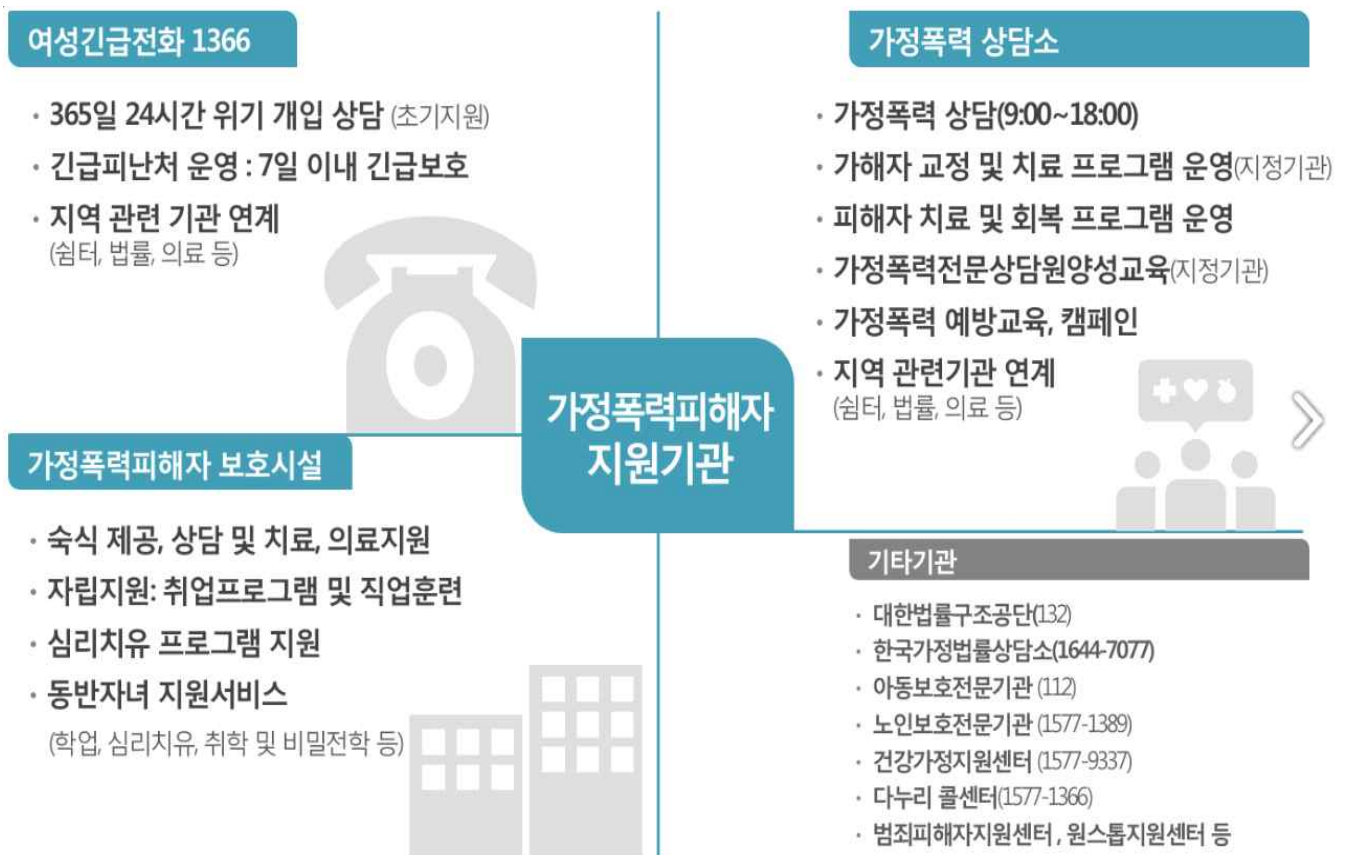 여성긴급전화 1366
· 365일 24시간 위기 개입 상담 (초기지원)
· 긴급피난처 운영 : 7일 이내 긴급보호
· 지역 관련 기관 연계
(쉼터, 법률, 의료 등)
가정폭력 상담소
· 가정폭력 상담(9:00~18:00)
· 가해자 교정 및 치료 프로그램 운영(지정기관)
· 피해자 치료 및 회복 프로그램 운영
· 가정폭력전문상담원양성교육(지정기관)
· 가정폭력 예방교육, 캠페인
· 지역 관련기관 연계
(쉼터, 법률, 의료 등)
가정폭력피해자
지원기관
가정폭력피해자 보호시설
· 숙식 제공, 상담 및 치료, 의료지원
· 자립지원: 취업프로그램 및 직업훈련
· 심리치유 프로그램 지원
· 동반자녀 지원서비스
(학업, 심리치유, 취학 및 비밀전학 등)
기타기관
· 대한법률구조공단(132)
· 한국가정법률상담소(1644-7077)
· 아동보호전문기관 (112)
· 노인보호전문기관 (1577-1389)
· 건강가정지원센터 (1577-9337)
· 다누리 콜센터(1577-1366)
· 범죄피해자지원센터 , 원스톱지원센터 등